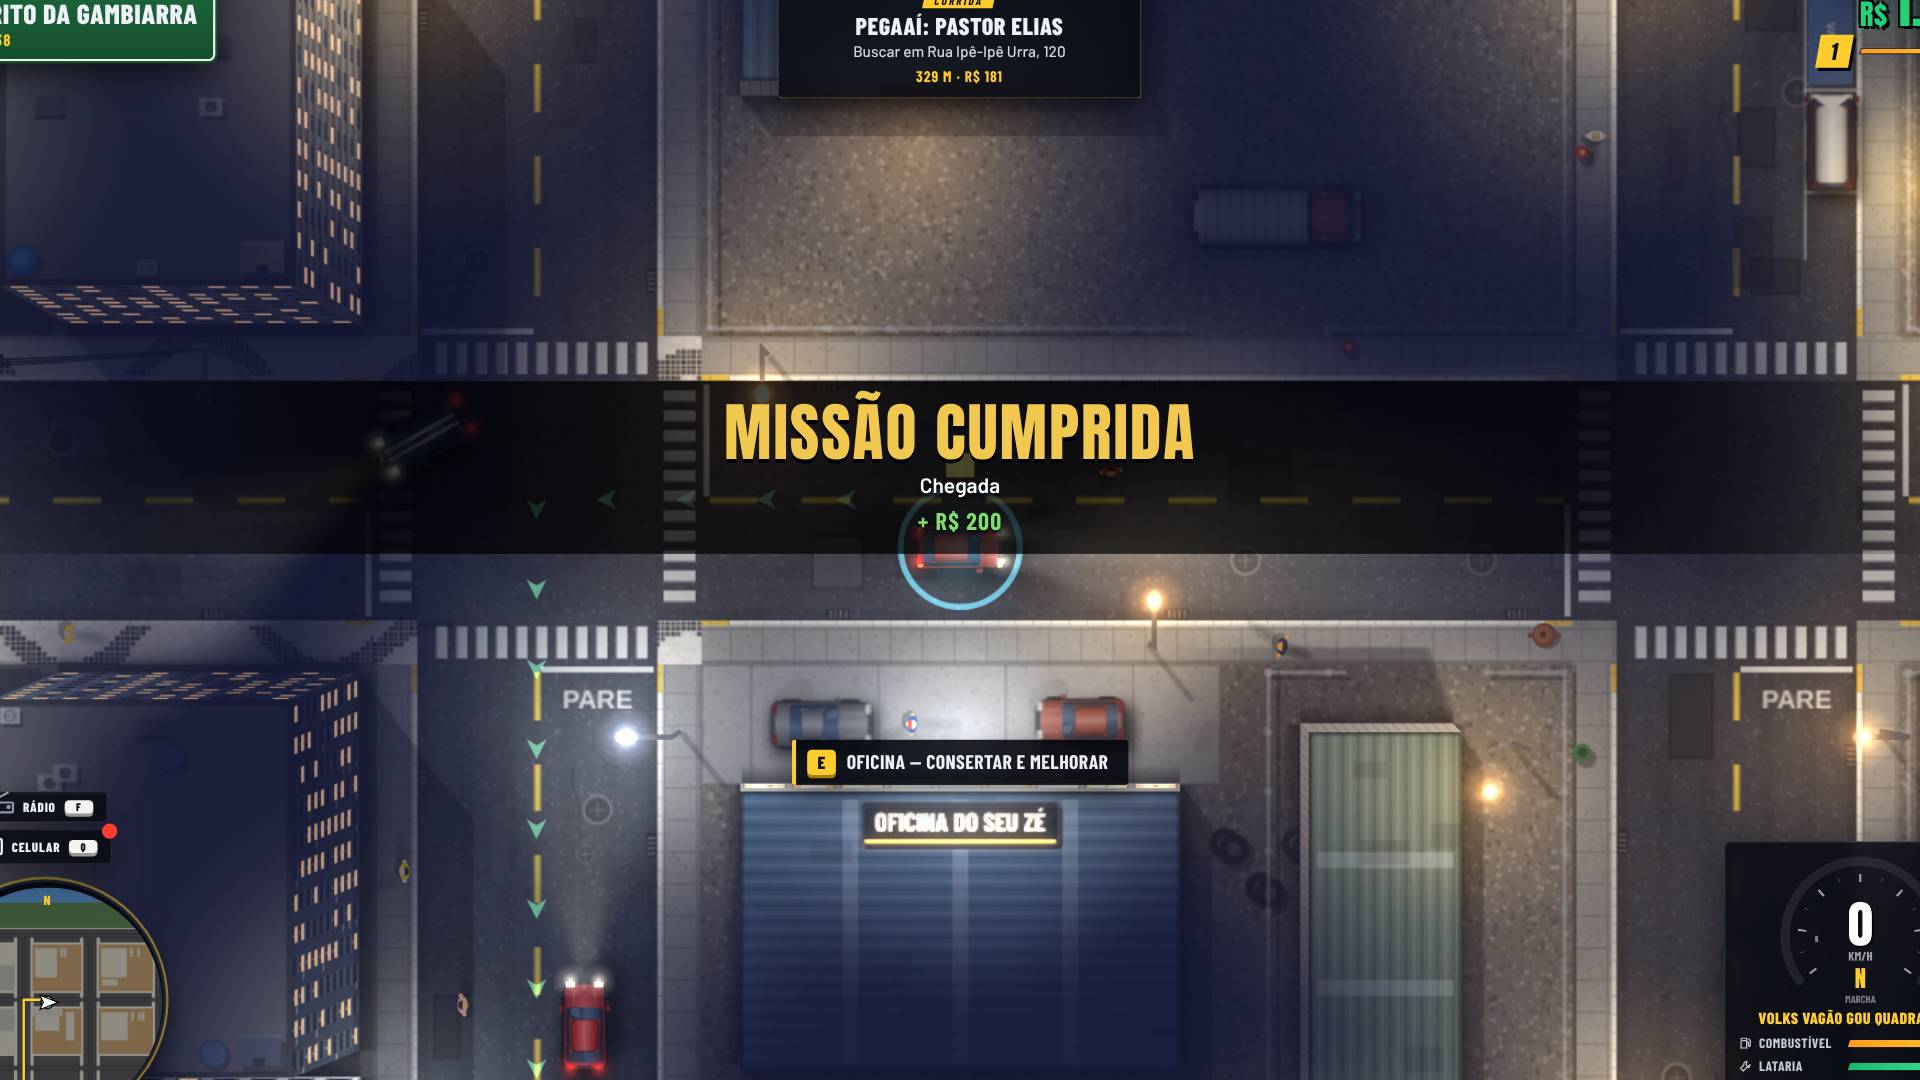 RITO DA GAMBIARRA
38
CORRIDA
PEGAAÍ: PASTOR ELIAS
Buscar em Rua Ipê-Ipê Urra, 120
329 M · R$ 181
R$ 1
1
MISSÃO CUMPRIDA
Chegada
+ R$ 200
PARE
PARE
E OFICINA — CONSERTAR E MELHORAR
OFICINA DO SEU ZÉ
RÁDIO F
CELULAR Q
N
0
KM/H
N
MARCHA
VOLKS VAGÃO GOU QUADRA
COMBUSTÍVEL
LATARIA